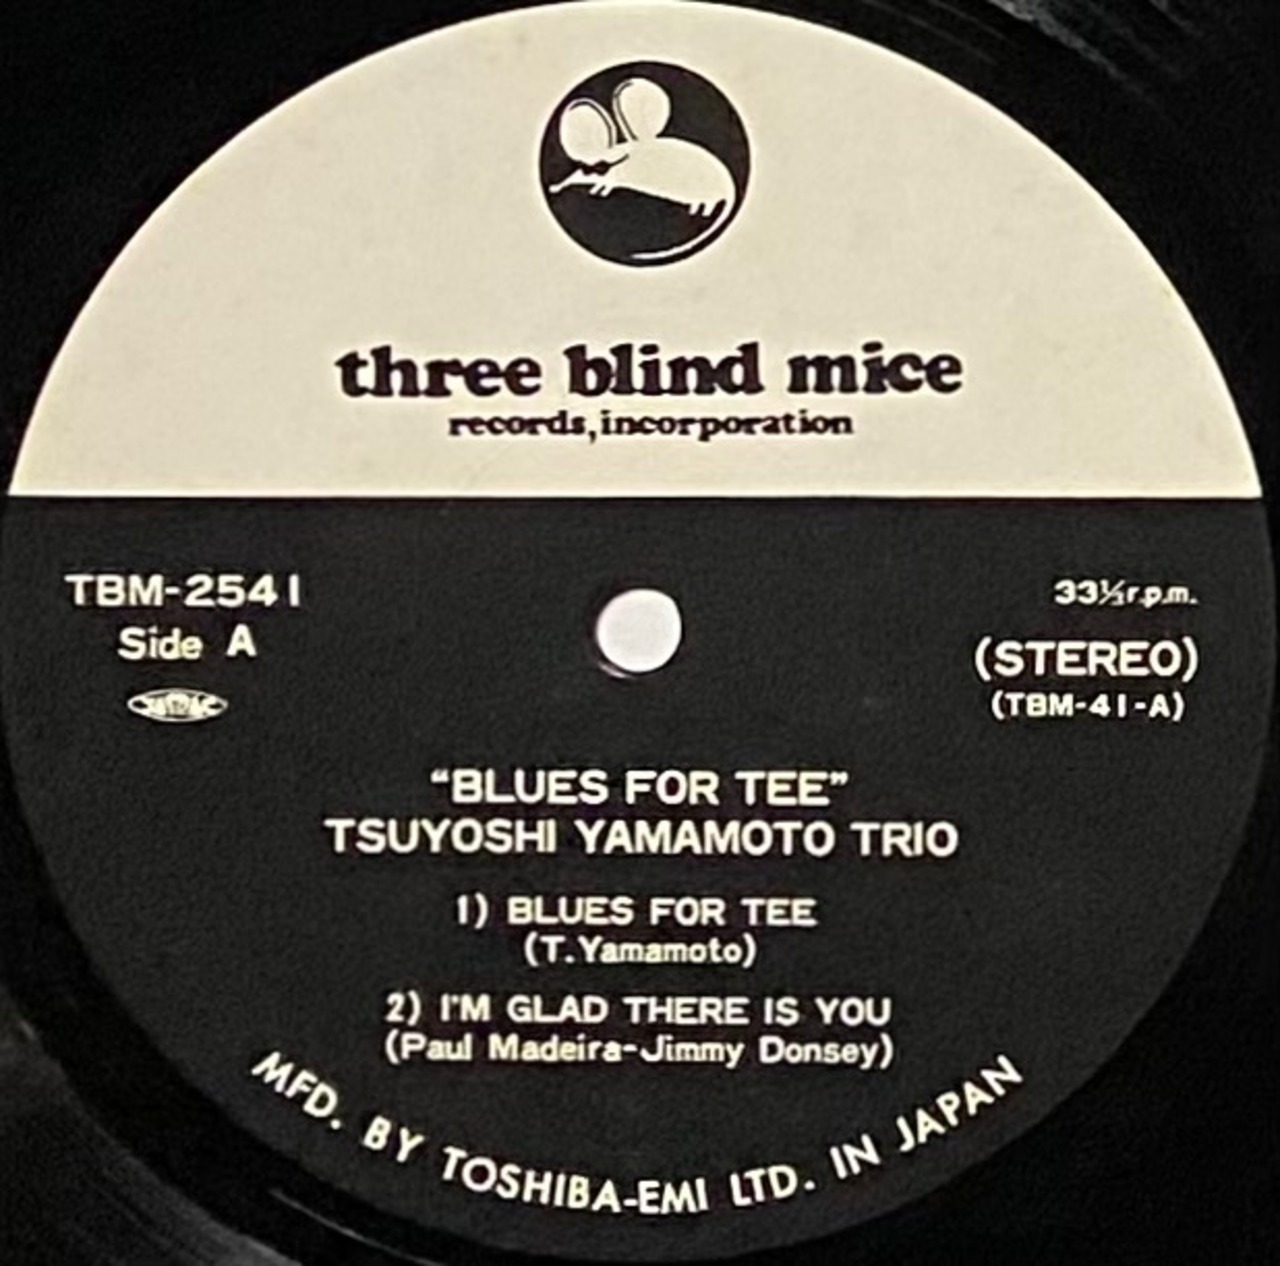 three blind mice
records, incorporation
TBM-2541
Side A
33⅓r.p.m.
(STEREO)
(TBM-41-A)
"BLUES FOR TEE"
TSUYOSHI YAMAMOTO TRIO
1) BLUES FOR TEE
(T.Yamamoto)
2) I'M GLAD THERE IS YOU
(Paul Madeira-Jimmy Donsey)
MFD. BY TOSHIBA-EMI LTD. IN JAPAN